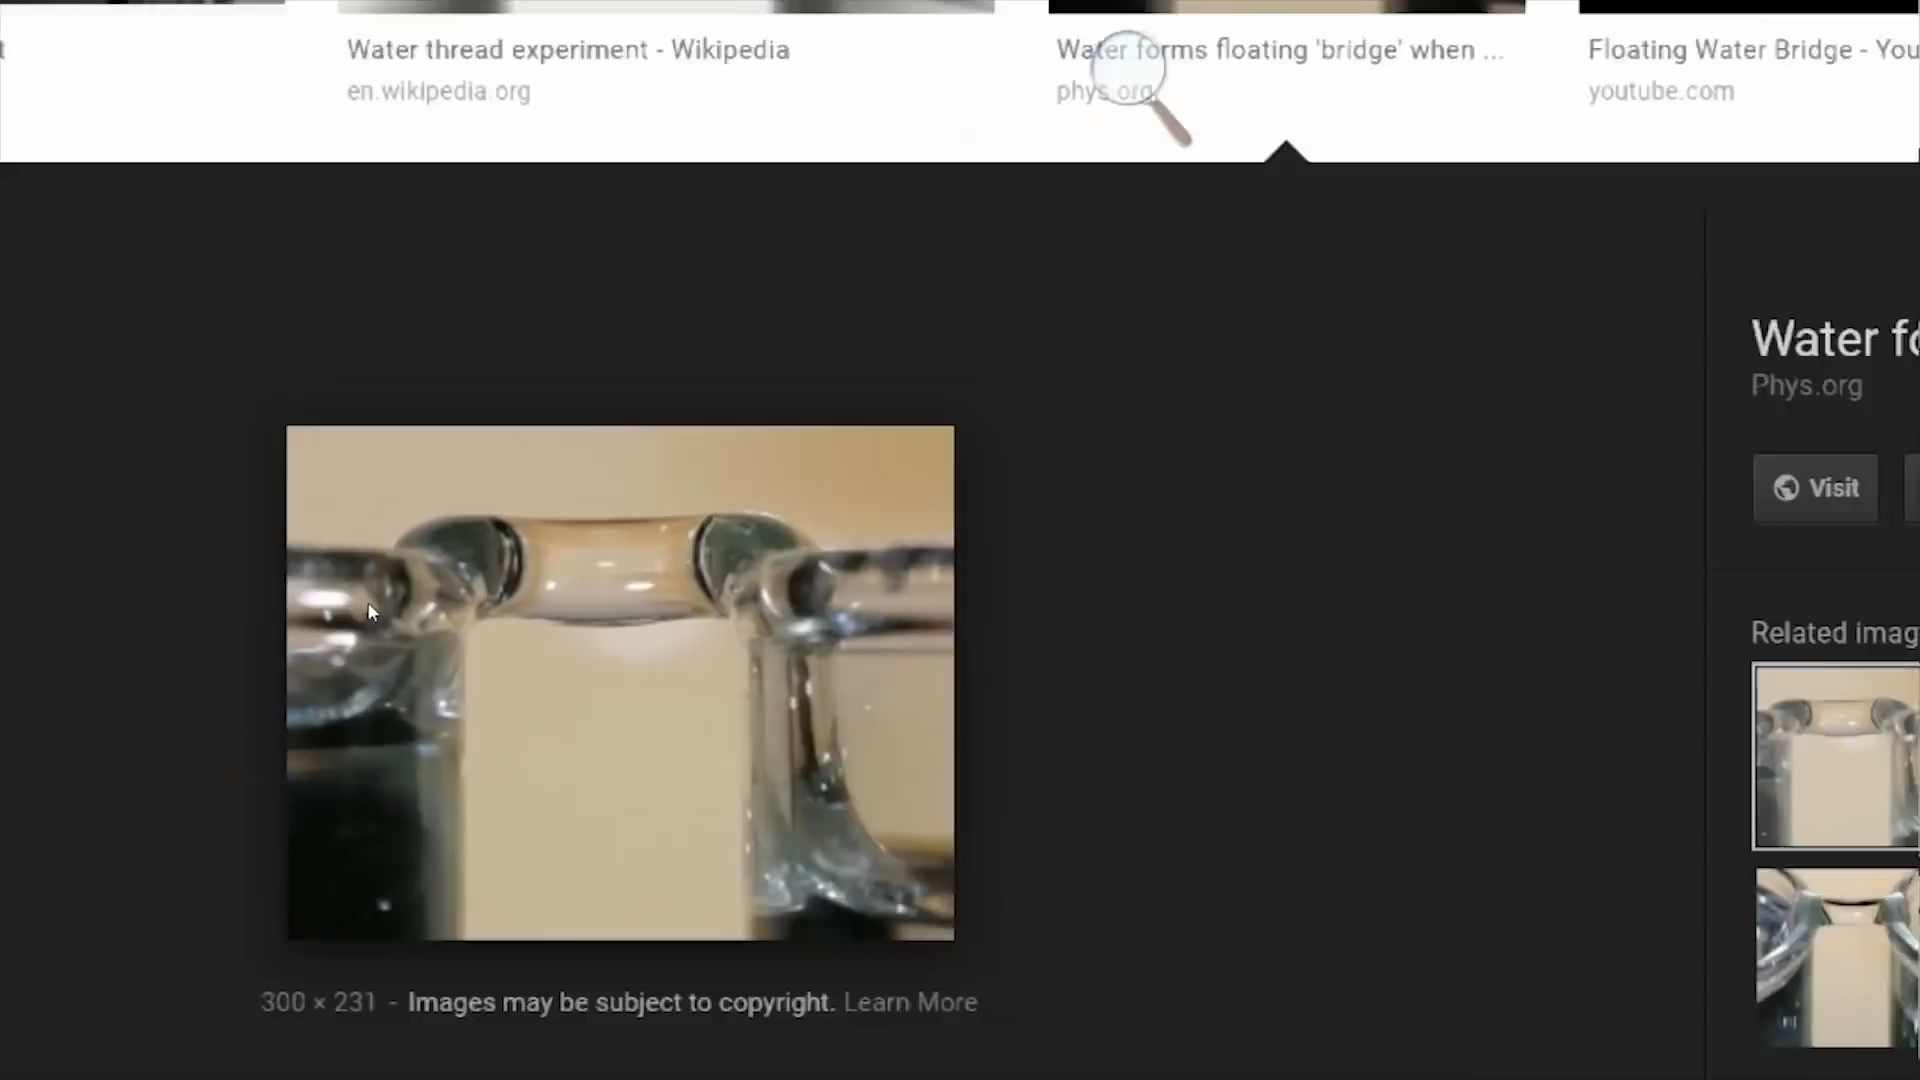 t
Water thread experiment - Wikipedia
en.wikipedia.org
Water forms floating 'bridge' when ...
phys.org
Floating Water Bridge - You
youtube.com
Water fo
Phys.org
Visit
Related imag
300 × 231 - Images may be subject to copyright. Learn More